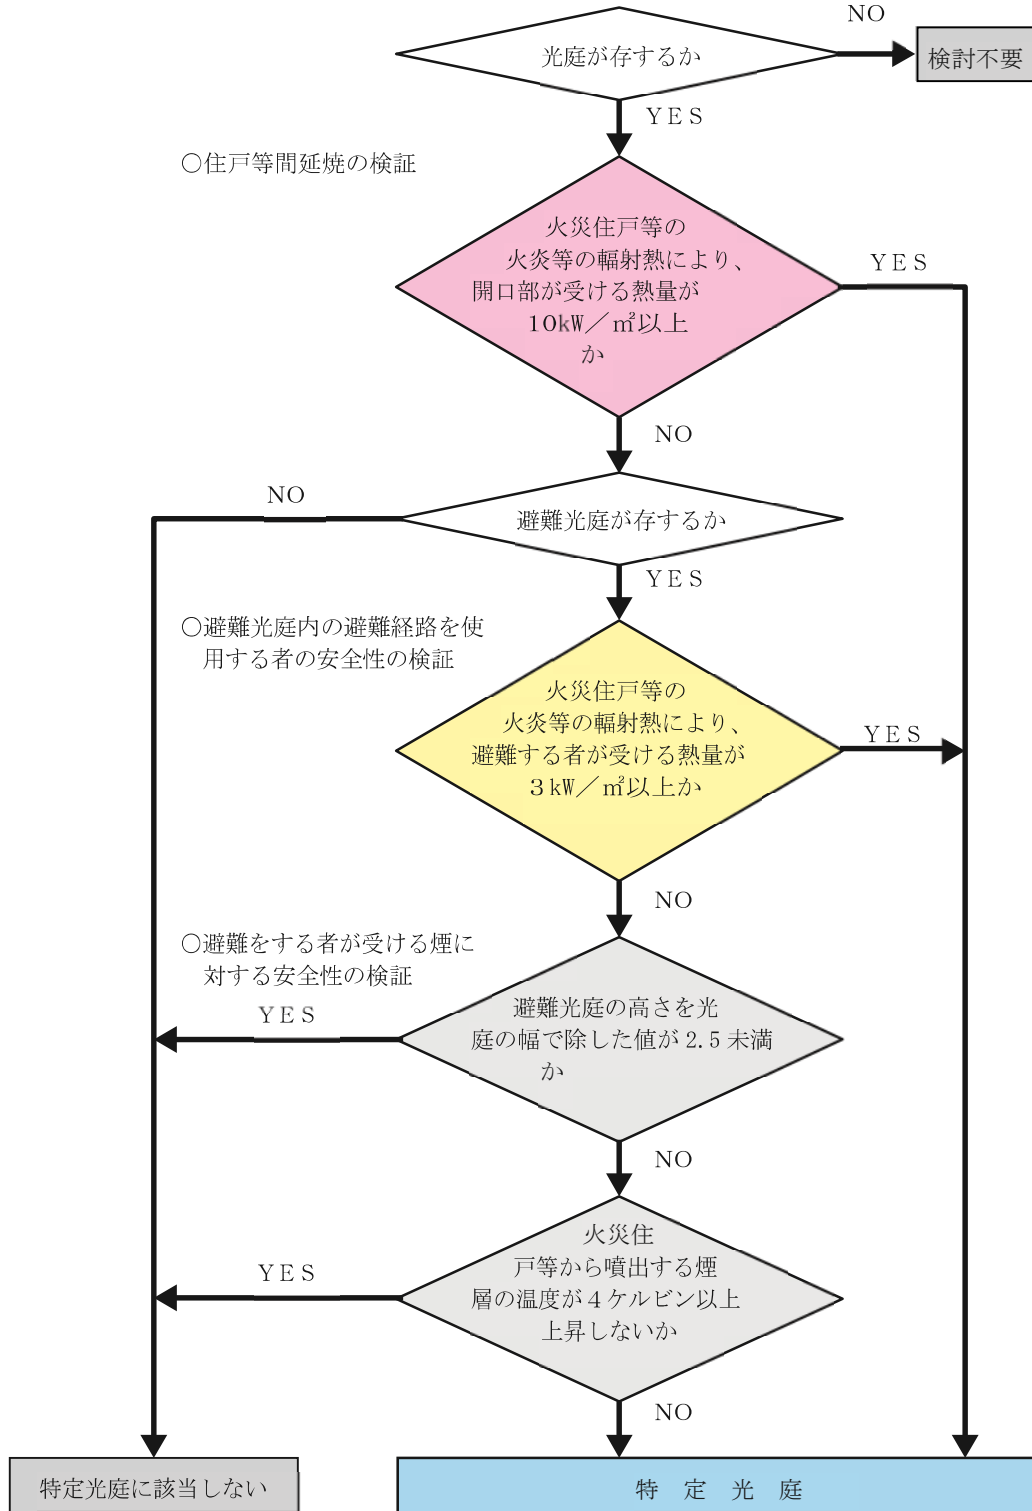 光庭が存するか
NO
検討不要
ＹＥＳ
○住戸等間延焼の検証
火災住戸等の
火炎等の輻射熱により、
開口部が受ける熱量が
10kW／㎡以上
か
ＹＥＳ
NO
避難光庭が存するか
NO
ＹＥＳ
○避難光庭内の避難経路を使
用する者の安全性の検証
火災住戸等の
火炎等の輻射熱により、
避難する者が受ける熱量が
３kW／㎡以上か
ＹＥＳ
NO
○避難をする者が受ける煙に
対する安全性の検証
避難光庭の高さを光
庭の幅で除した値が 2.5 未満
か
ＹＥＳ
NO
火災住
戸等から噴出する煙
層の温度が４ケルビン以上
上昇しないか
ＹＥＳ
NO
特定光庭に該当しない
特　定　光　庭